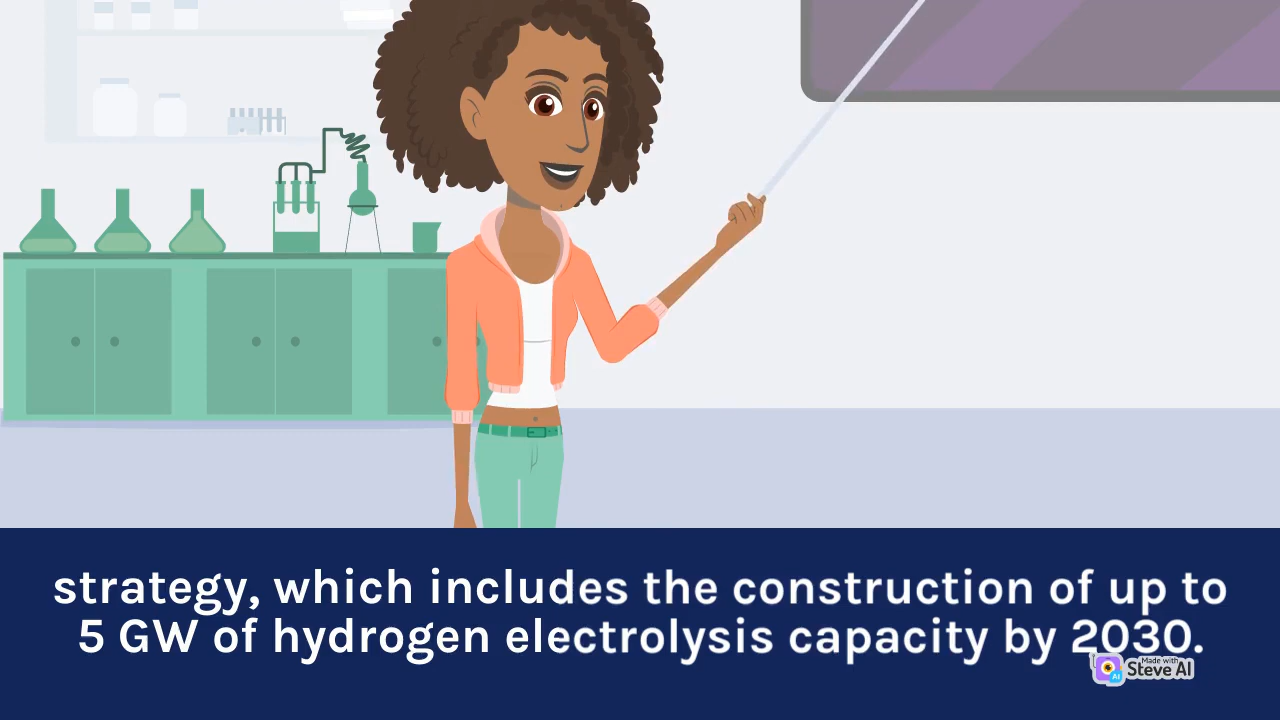 strategy, which includes the construction of up to
5 GW of hydrogen electrolysis capacity by 2030.
Made with
Steve AI
AI